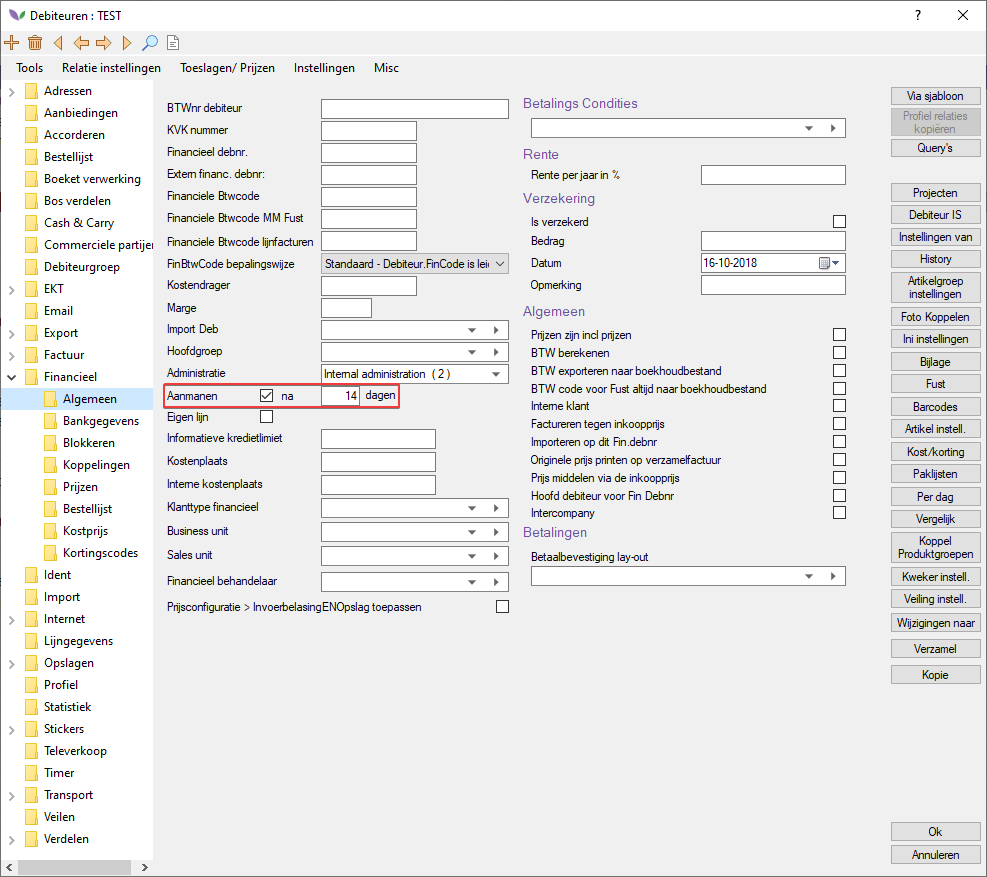 Debiteuren : TEST
?
Tools
Relatie instellingen
Toeslagen/ Prijzen
Instellingen
Misc
Adressen
Aanbiedingen
Accorderen
Bestellijst
Boeket verwerking
Bos verdelen
Cash & Carry
Commerciele partijen
Debiteurgroep
EKT
Email
Export
Factuur
Financieel
Algemeen
Bankgegevens
Blokkeren
Koppelingen
Prijzen
Bestellijst
Kostprijs
Kortingscodes
Ident
Import
Internet
Lijngegevens
Opslagen
Profiel
Statistiek
Stickers
Televerkoop
Timer
Transport
Veilen
Verdelen
BTWnr debiteur
KVK nummer
Financieel debnr.
Extern financ. debnr:
Financiele Btwcode
Financiele Btwcode MM Fust
Financiele Btwcode lijnfacturen
FinBtwCode bepalingswijze
Standaard - Debiteur.FinCode is lei
Kostendrager
Marge
Import Deb
Hoofdgroep
Administratie
Internal administration ( 2 )
Aanmanen
na
14
dagen
Eigen lijn
Informatieve kredietlimiet
Kostenplaats
Interne kostenplaats
Klanttype financieel
Business unit
Sales unit
Financieel behandelaar
Prijsconfiguratie > InvoerbelasingENOpslag toepassen
Betalings Condities
Rente
Rente per jaar in %
Verzekering
Is verzekerd
Bedrag
Datum
16-10-2018
Opmerking
Algemeen
Prijzen zijn incl prijzen
BTW berekenen
BTW exporteren naar boekhoudbestand
BTW code voor Fust altijd naar boekhoudbestand
Interne klant
Factureren tegen inkoopprijs
Importeren op dit Fin.debnr
Originele prijs printen op verzamelfactuur
Prijs middelen via de inkoopprijs
Hoofd debiteur voor Fin Debnr
Intercompany
Betalingen
Betaalbevestiging lay-out
Via sjabloon
Profiel relaties
kopiëren
Query's
Projecten
Debiteur IS
Instellingen van
History
Artikelgroep
instellingen
Foto Koppelen
Ini instellingen
Bijlage
Fust
Barcodes
Artikel instell.
Kost/korting
Paklijsten
Per dag
Vergelijk
Koppel
Produktgroepen
Kweker instell.
Veiling instell.
Wijzigingen naar
Verzamel
Kopie
Ok
Annuleren